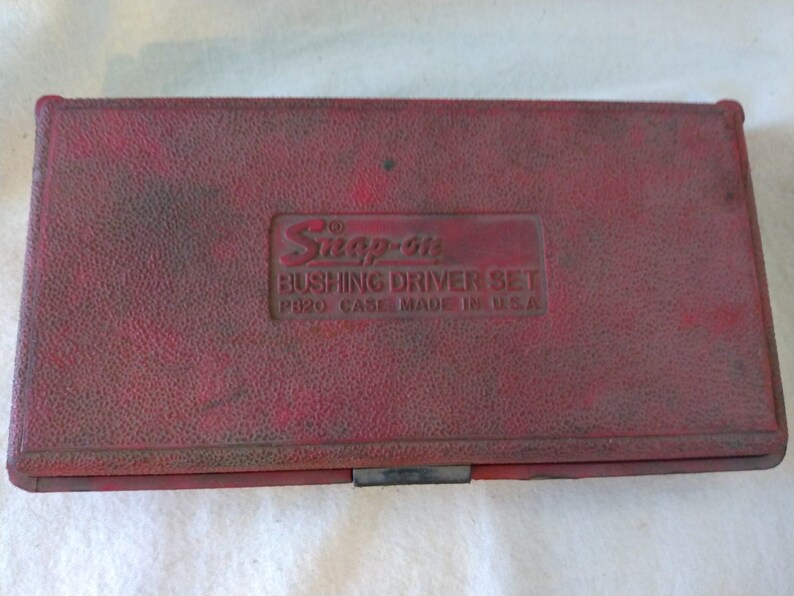 Snap-on®
BUSHING DRIVER SET
PB20 CASE MADE IN U.S.A